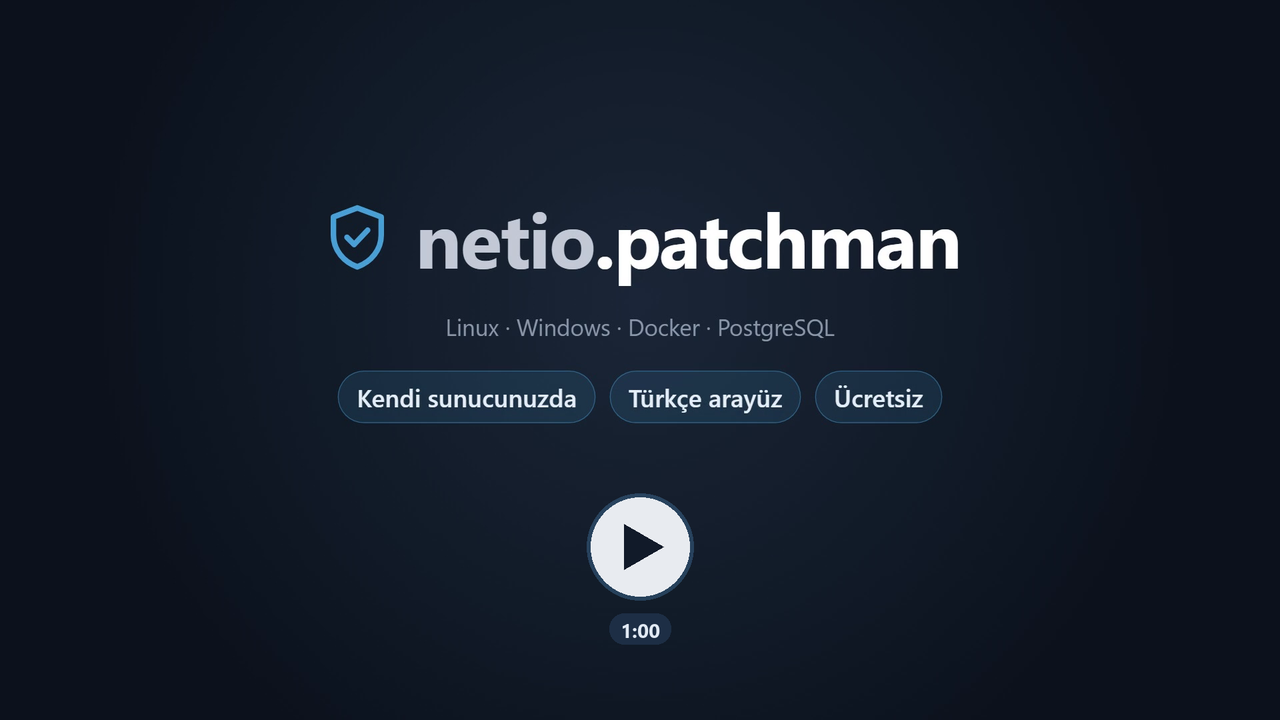 netio.patchman
Linux · Windows · Docker · PostgreSQL
Kendi sunucunuzda Türkçe arayüz Ücretsiz
1:00